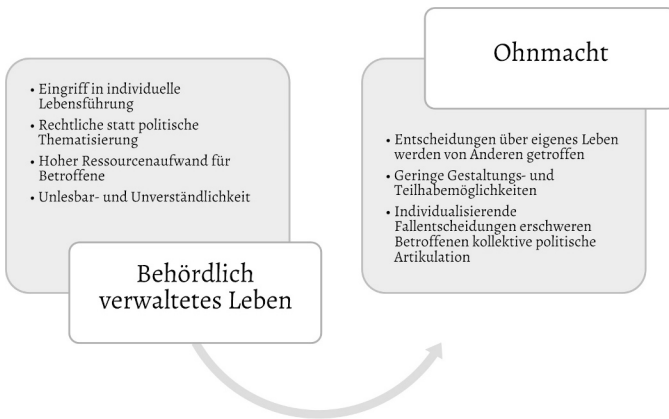 • Eingriff in individuelle
Lebensführung
• Rechtliche statt politische
Thematisierung
• Hoher Ressourcenaufwand für
Betroffene
• Unlesbar- und Unverständlichkeit
Behördlich
verwaltetes Leben
Ohnmacht
• Entscheidungen über eigenes Leben
werden von Anderen getroffen
• Geringe Gestaltungs- und
Teilhabemöglichkeiten
• Individualisierende
Fallentscheidungen erschweren
Betroffenen kollektive politische
Artikulation